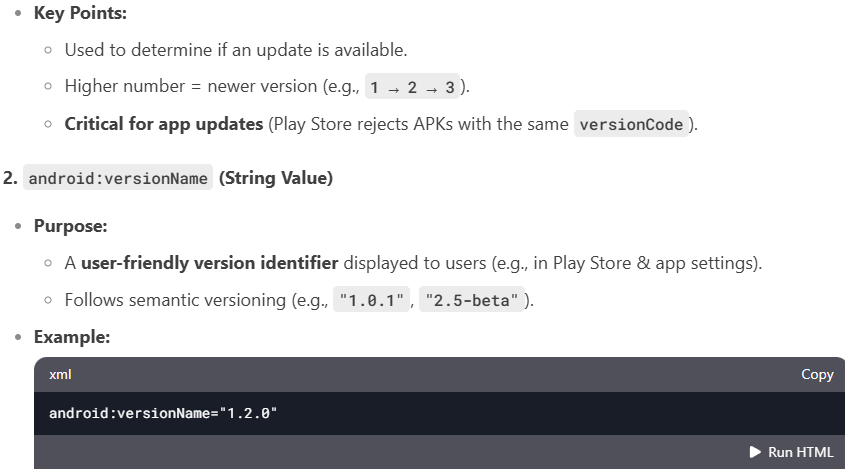 • Key Points:
◦ Used to determine if an update is available.
◦ Higher number = newer version (e.g., 1 → 2 → 3).
◦ Critical for app updates (Play Store rejects APKs with the same versionCode).
2. android:versionName (String Value)
• Purpose:
◦ A user-friendly version identifier displayed to users (e.g., in Play Store & app settings).
◦ Follows semantic versioning (e.g., "1.0.1", "2.5-beta").
• Example:
xml Copy
android:versionName="1.2.0"
▶ Run HTML